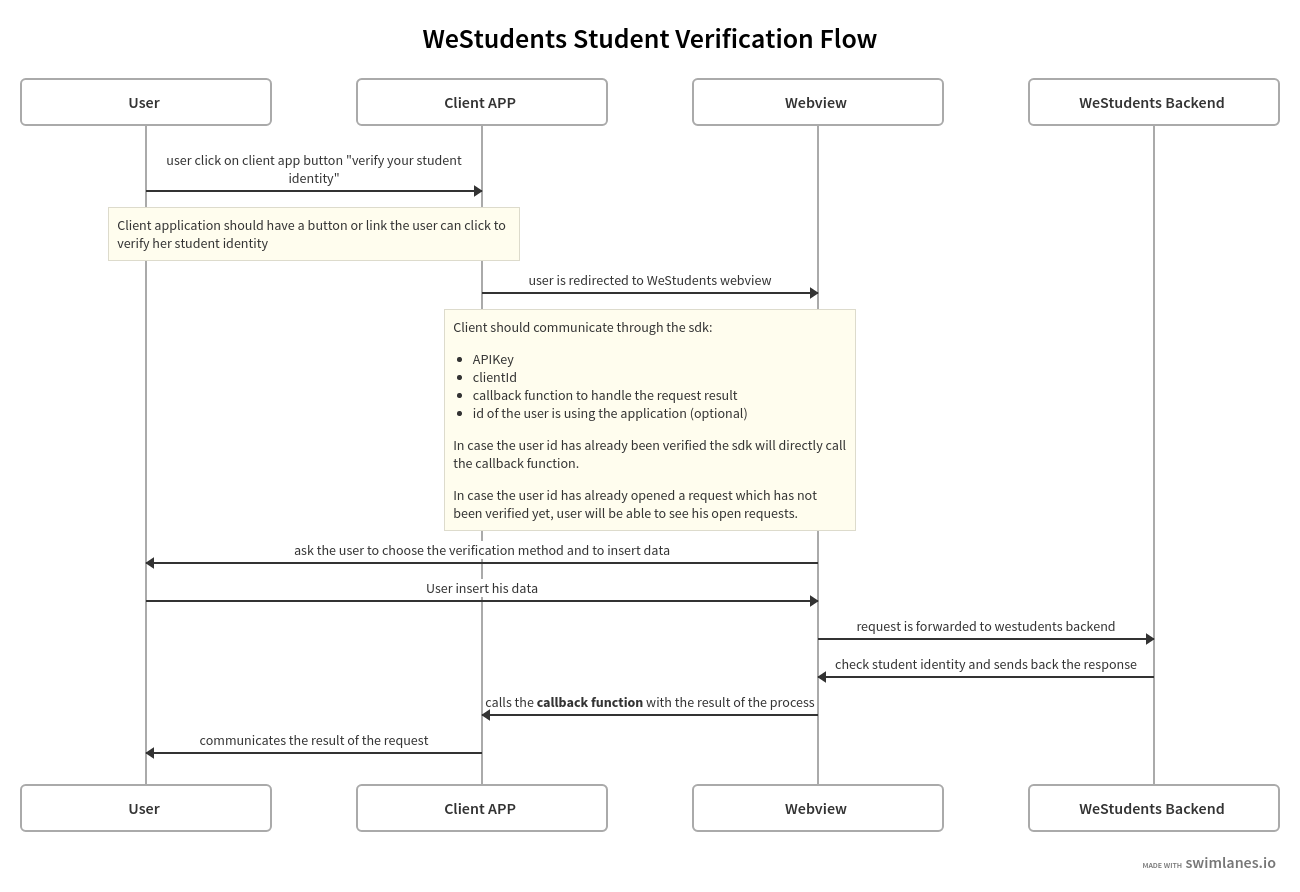 WeStudents Student Verification Flow
User
Client APP
Webview
WeStudents Backend
user click on client app button "verify your student
identity"
Client application should have a button or link the user can click to
verify her student identity
user is redirected to WeStudents webview
Client should communicate through the sdk:
• APIKey
• clientId
• callback function to handle the request result
• id of the user is using the application (optional)
In case the user id has already been verified the sdk will directly call
the callback function.
In case the user id has already opened a request which has not
been verified yet, user will be able to see his open requests.
ask the user to choose the verification method and to insert data
User insert his data
request is forwarded to westudents backend
check student identity and sends back the response
calls the callback function with the result of the process
communicates the result of the request
User
Client APP
Webview
WeStudents Backend
MADE WITH swimlanes.io